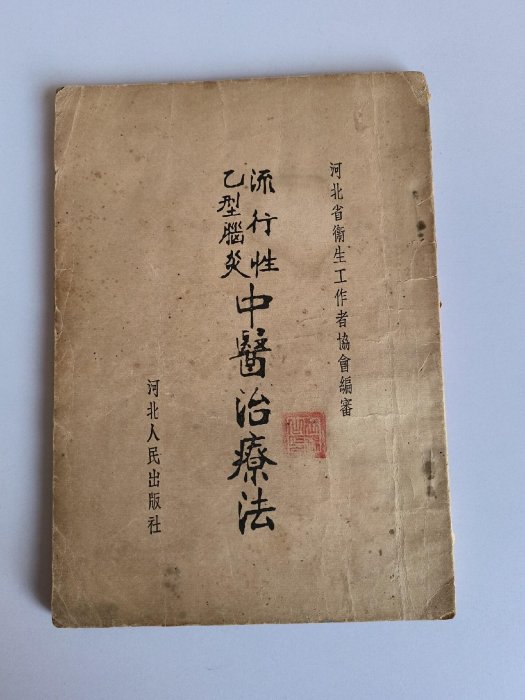 河北省衞生工作者協會編審
流行性
乙型腦炎
中醫治療法
河北人民出版社